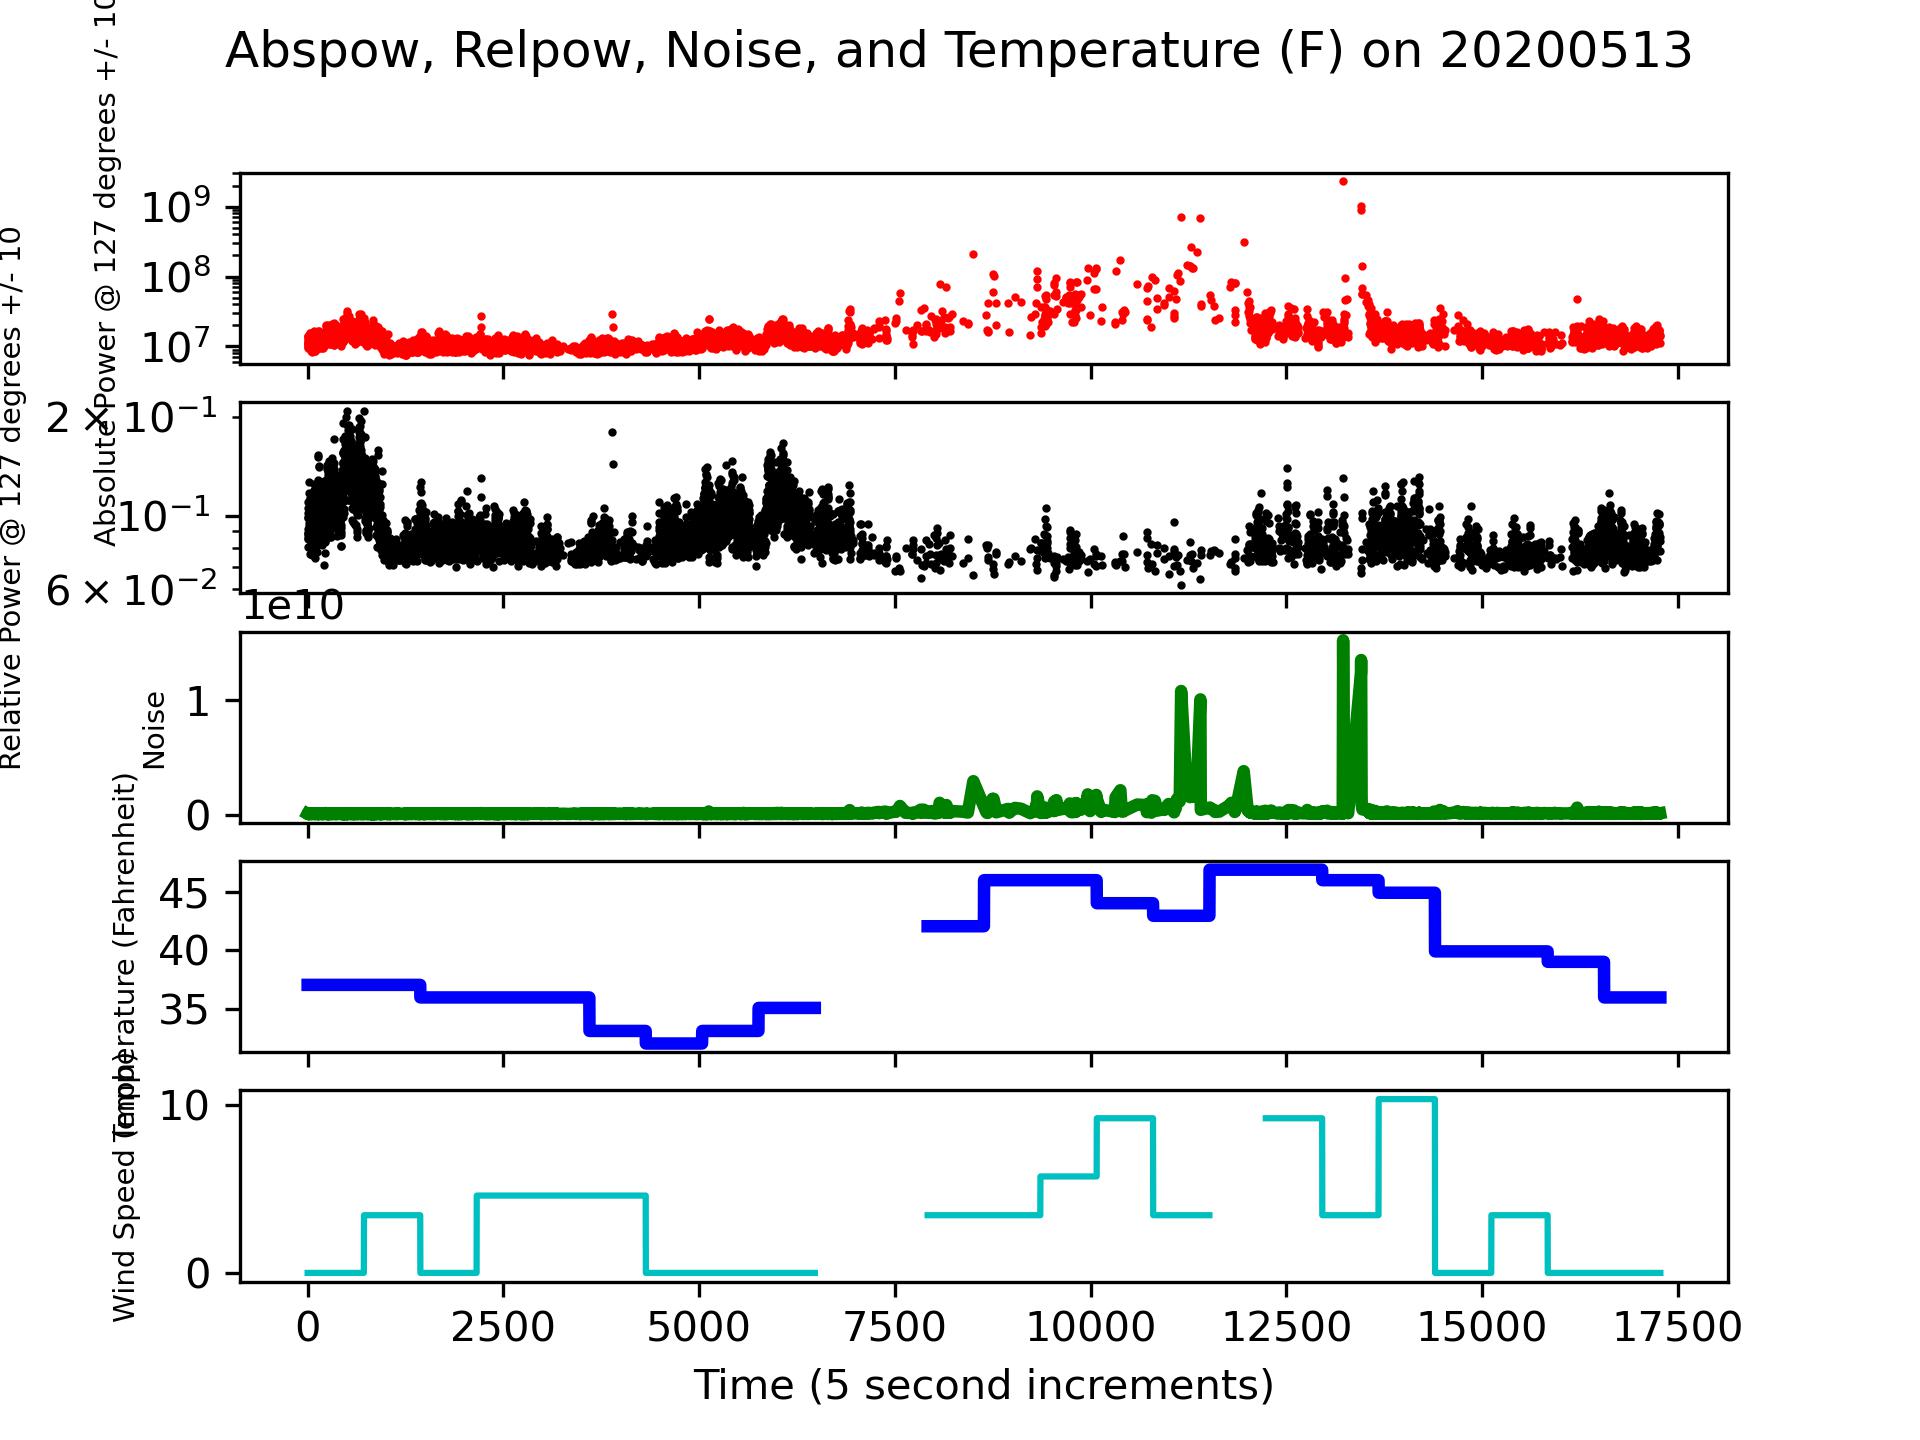 Abspow, Relpow, Noise, and Temperature (F) on 20200513
Absolute Power @ 127 degrees +/- 10
10⁹
10⁸
10⁷
Relative Power @ 127 degrees +/- 10
2 × 10⁻¹
10⁻¹
6 × 10⁻²
1e10
Noise
1
0
Temperature (Fahrenheit)
45
40
35
Wind Speed (mph)
10
0
0 2500 5000 7500 10000 12500 15000 17500
Time (5 second increments)